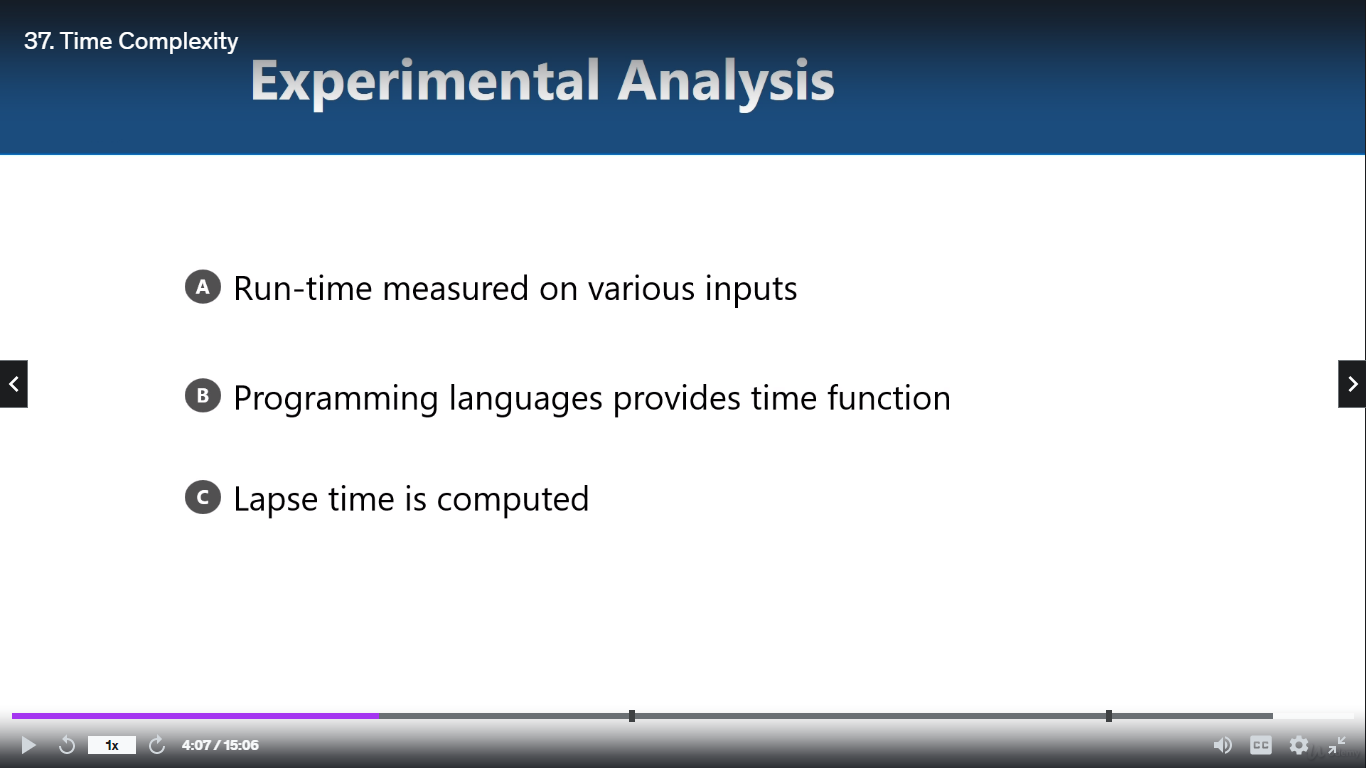 37. Time Complexity
Experimental Analysis
A Run-time measured on various inputs
B Programming languages provides time function
C Lapse time is computed
1x 4:07 / 15:06 CC